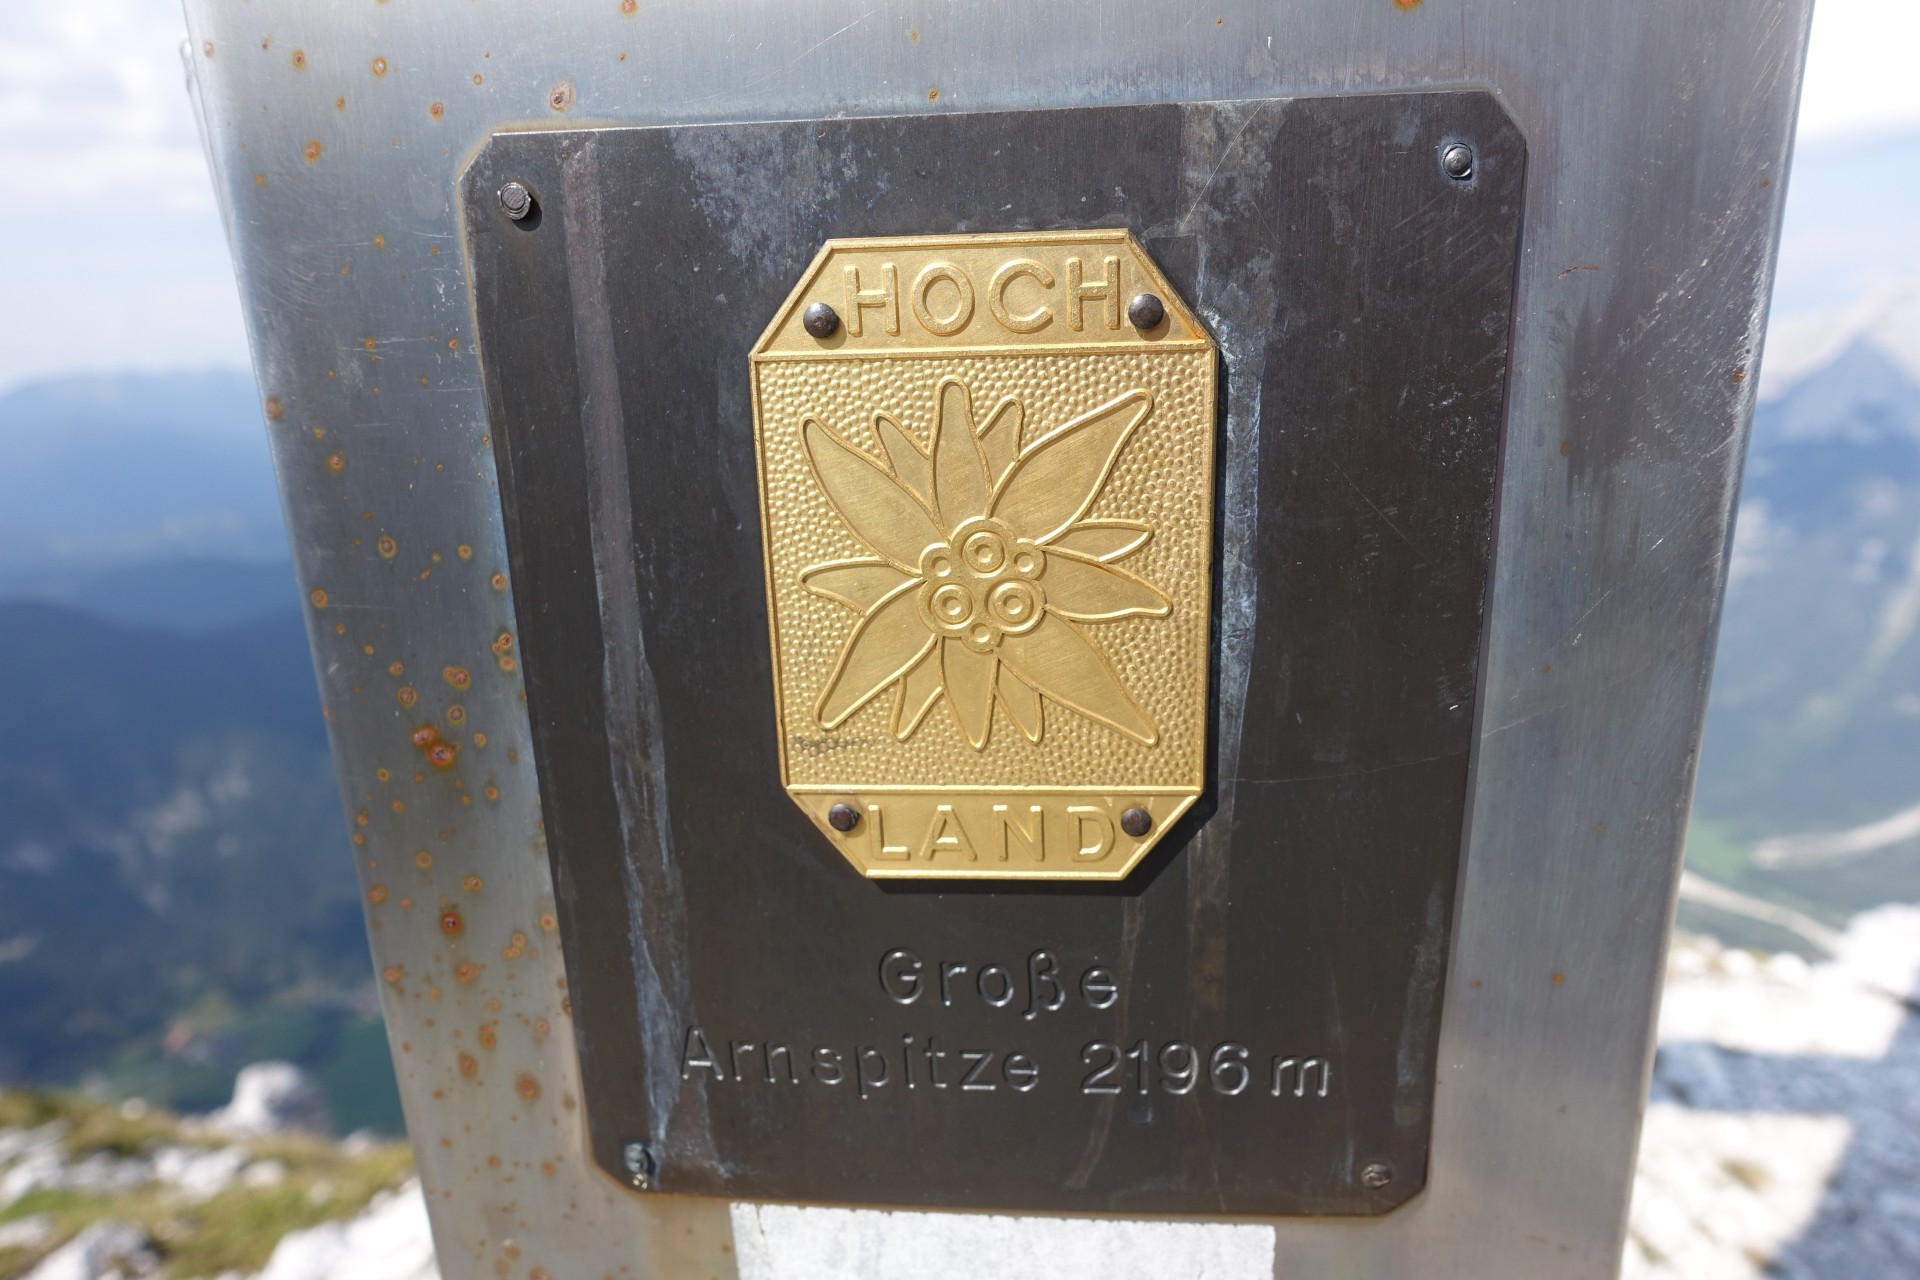 HOCH
LAND
Große
Arnspitze 2196 m